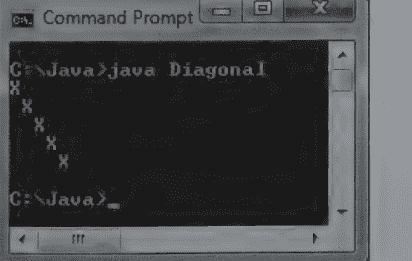 Command Prompt
C:\Java>java Diagonal
X
 X
  X
   X
    X
C:\Java>_